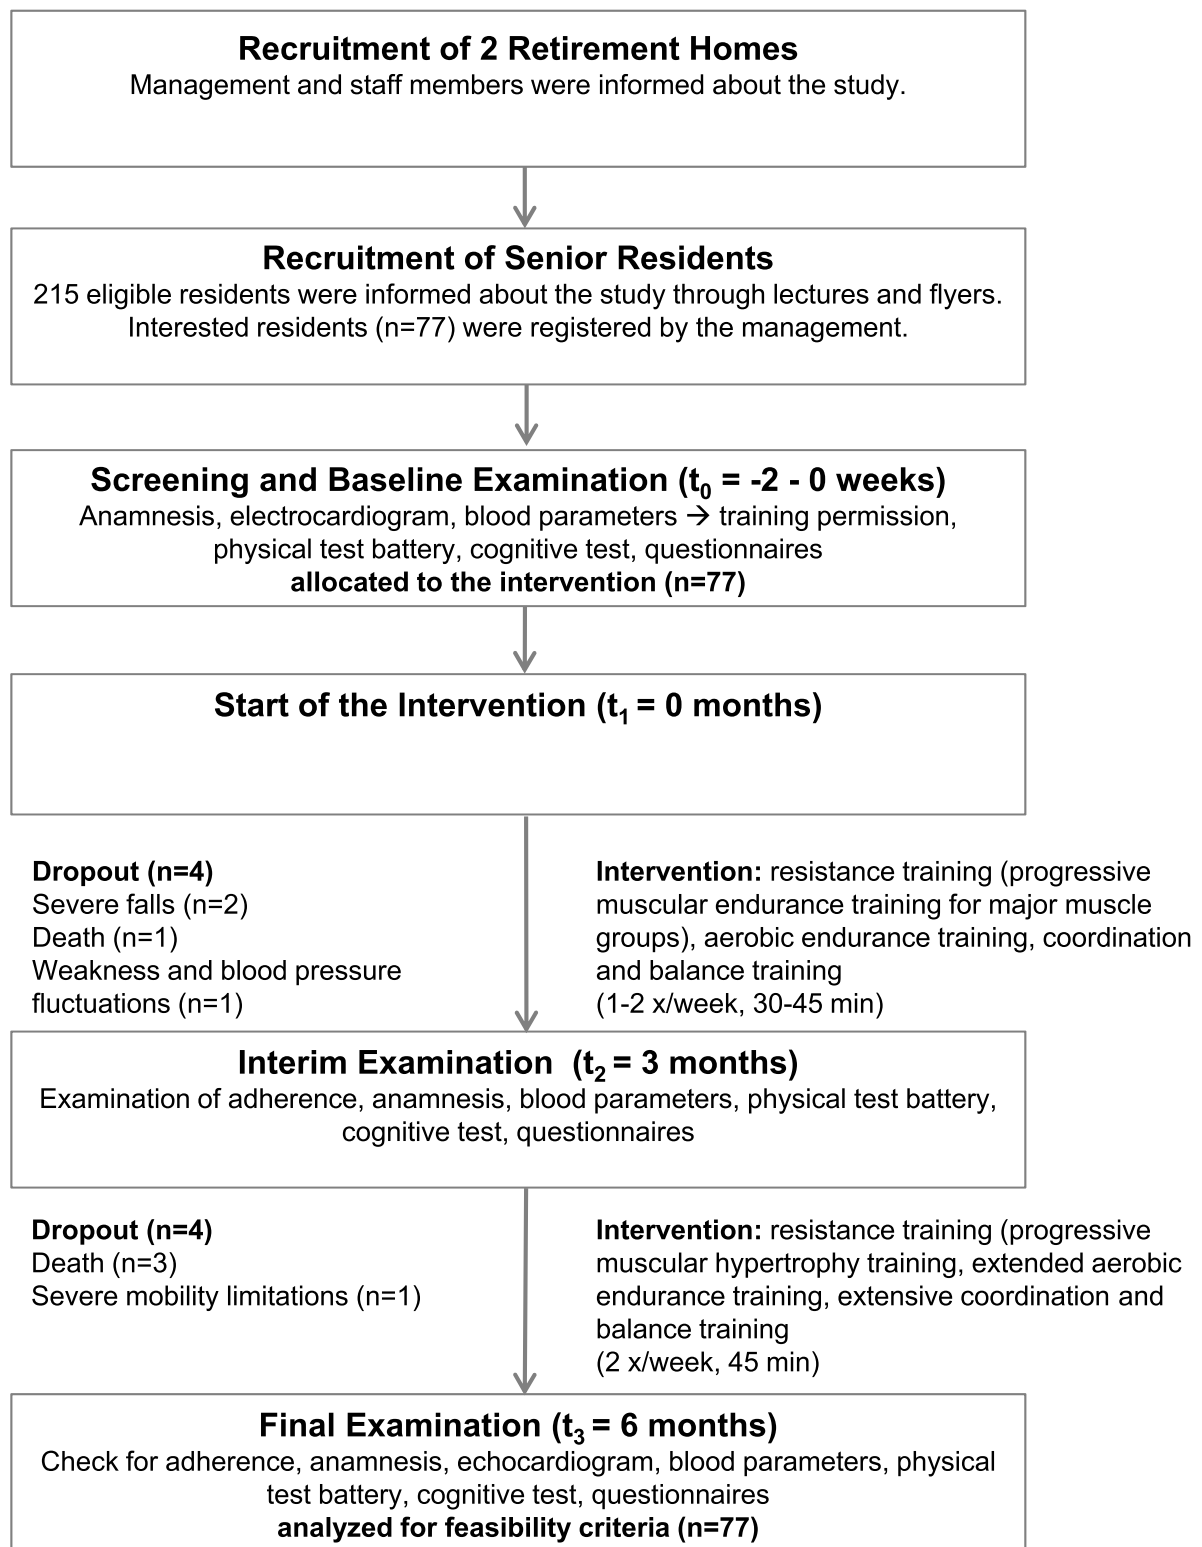 Recruitment of 2 Retirement Homes
Management and staff members were informed about the study.
Recruitment of Senior Residents
215 eligible residents were informed about the study through lectures and flyers.
Interested residents (n=77) were registered by the management.
Screening and Baseline Examination (t0 = -2 - 0 weeks)
Anamnesis, electrocardiogram, blood parameters → training permission,
physical test battery, cognitive test, questionnaires
allocated to the intervention (n=77)
Start of the Intervention (t1 = 0 months)
Dropout (n=4)
Severe falls (n=2)
Death (n=1)
Weakness and blood pressure
fluctuations (n=1)
Intervention: resistance training (progressive
muscular endurance training for major muscle
groups), aerobic endurance training, coordination
and balance training
(1-2 x/week, 30-45 min)
Interim Examination (t2 = 3 months)
Examination of adherence, anamnesis, blood parameters, physical test battery,
cognitive test, questionnaires
Dropout (n=4)
Death (n=3)
Severe mobility limitations (n=1)
Intervention: resistance training (progressive
muscular hypertrophy training, extended aerobic
endurance training, extensive coordination and
balance training
(2 x/week, 45 min)
Final Examination (t3 = 6 months)
Check for adherence, anamnesis, echocardiogram, blood parameters, physical
test battery, cognitive test, questionnaires
analyzed for feasibility criteria (n=77)